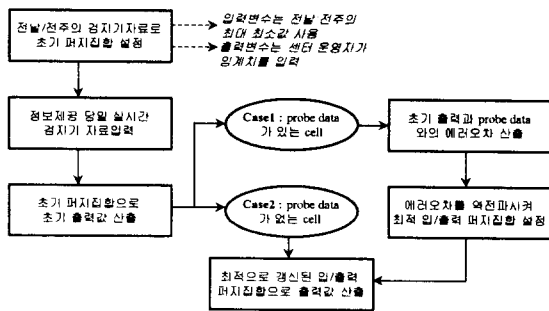 전날/전주의 검지기자료로
초기 퍼지집합 설정
입력변수는 전날 전주의
최대 최소값 사용
출력변수는 센터 운영자가
임계치를 입력
정보제공 당일 실시간
검지기 자료입력
Case1 : probe data
가 있는 cell
초기 출력과 probe data
와의 에러오차 산출
초기 퍼지집합으로
초기 출력값 산출
Case2 : probe data
가 없는 cell
에러오차를 역전파시켜
최적 입/출력 퍼지집합 설정
최적으로 갱신된 입/출력
퍼지집합으로 출력값 산출